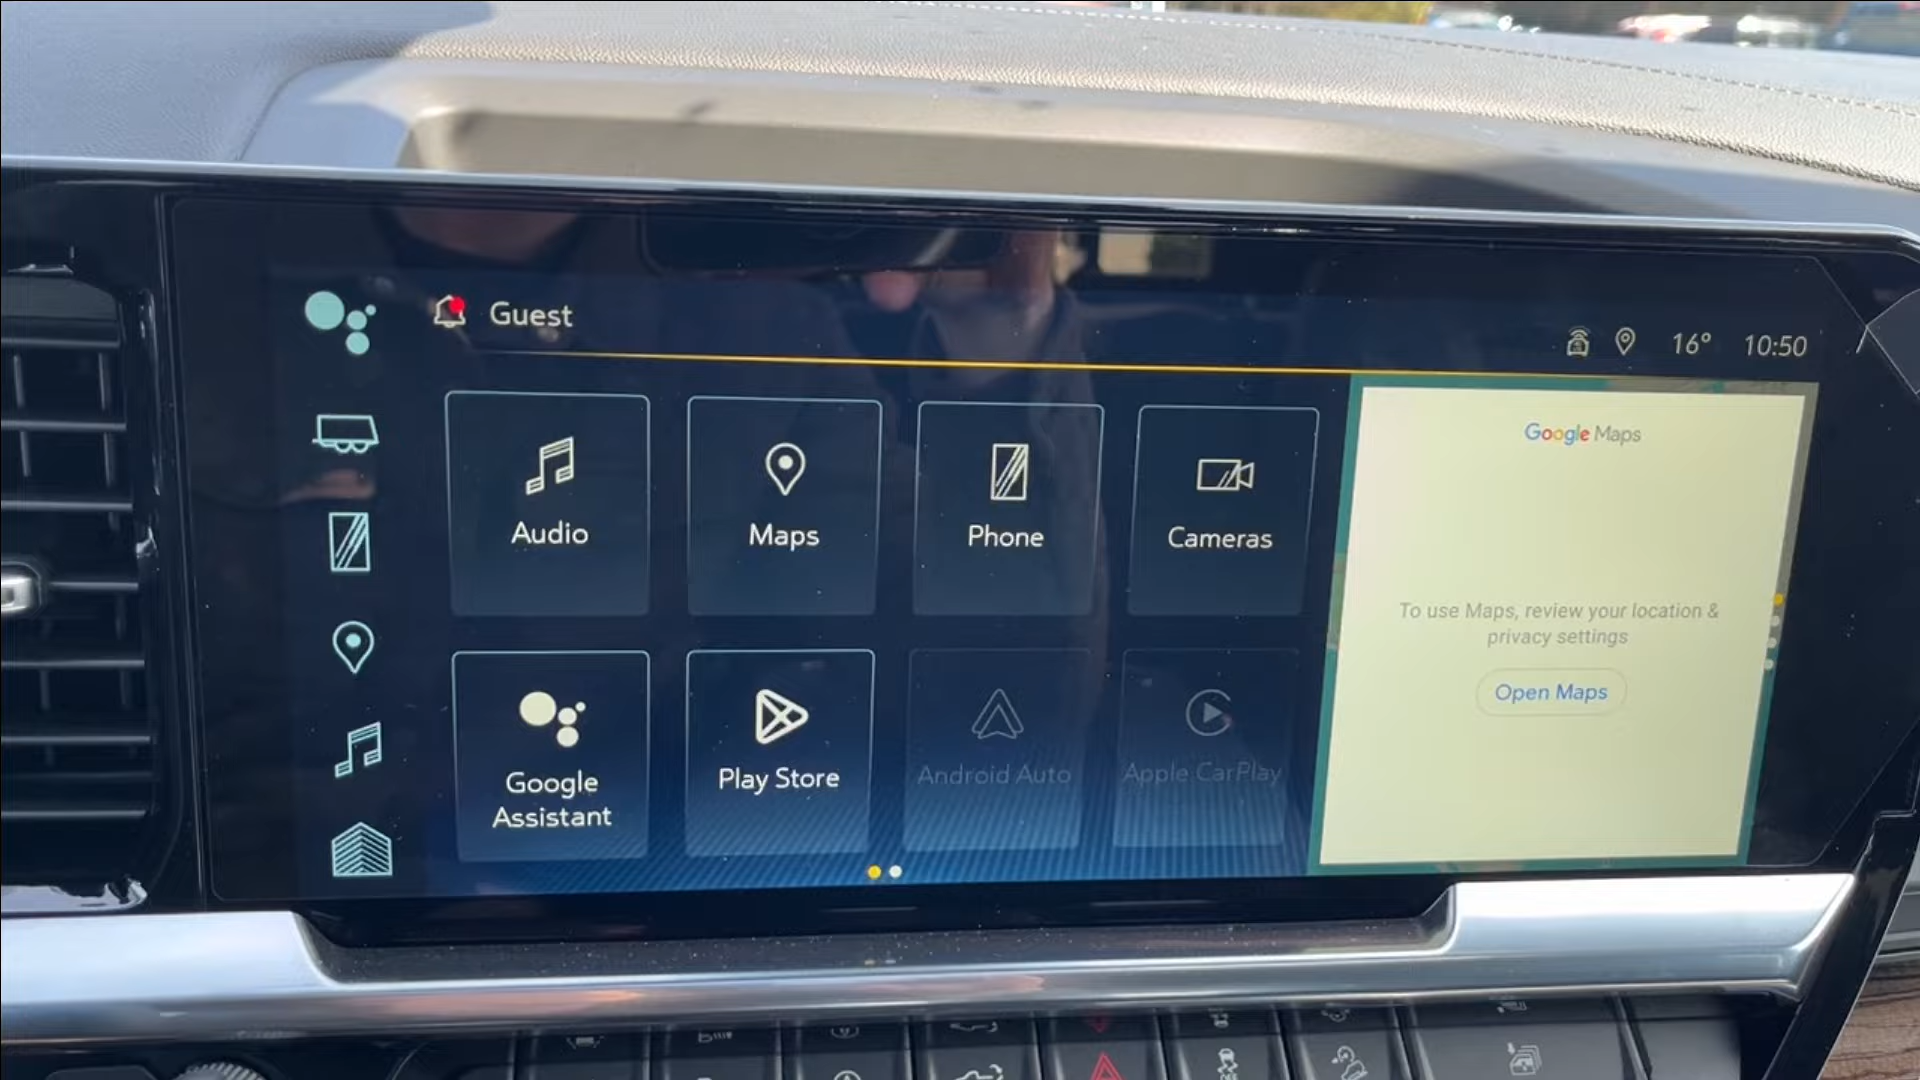 Guest
16°
10:50
Audio
Maps
Phone
Cameras
Google
Assistant
Play Store
Android Auto
Apple CarPlay
Google Maps
To use Maps, review your location &
privacy settings
Open Maps